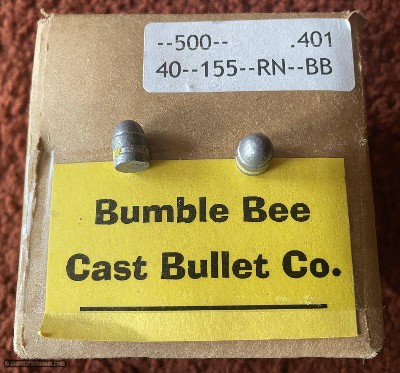 --500-- .401
40--155--RN--BB
Bumble Bee
Cast Bullet Co.